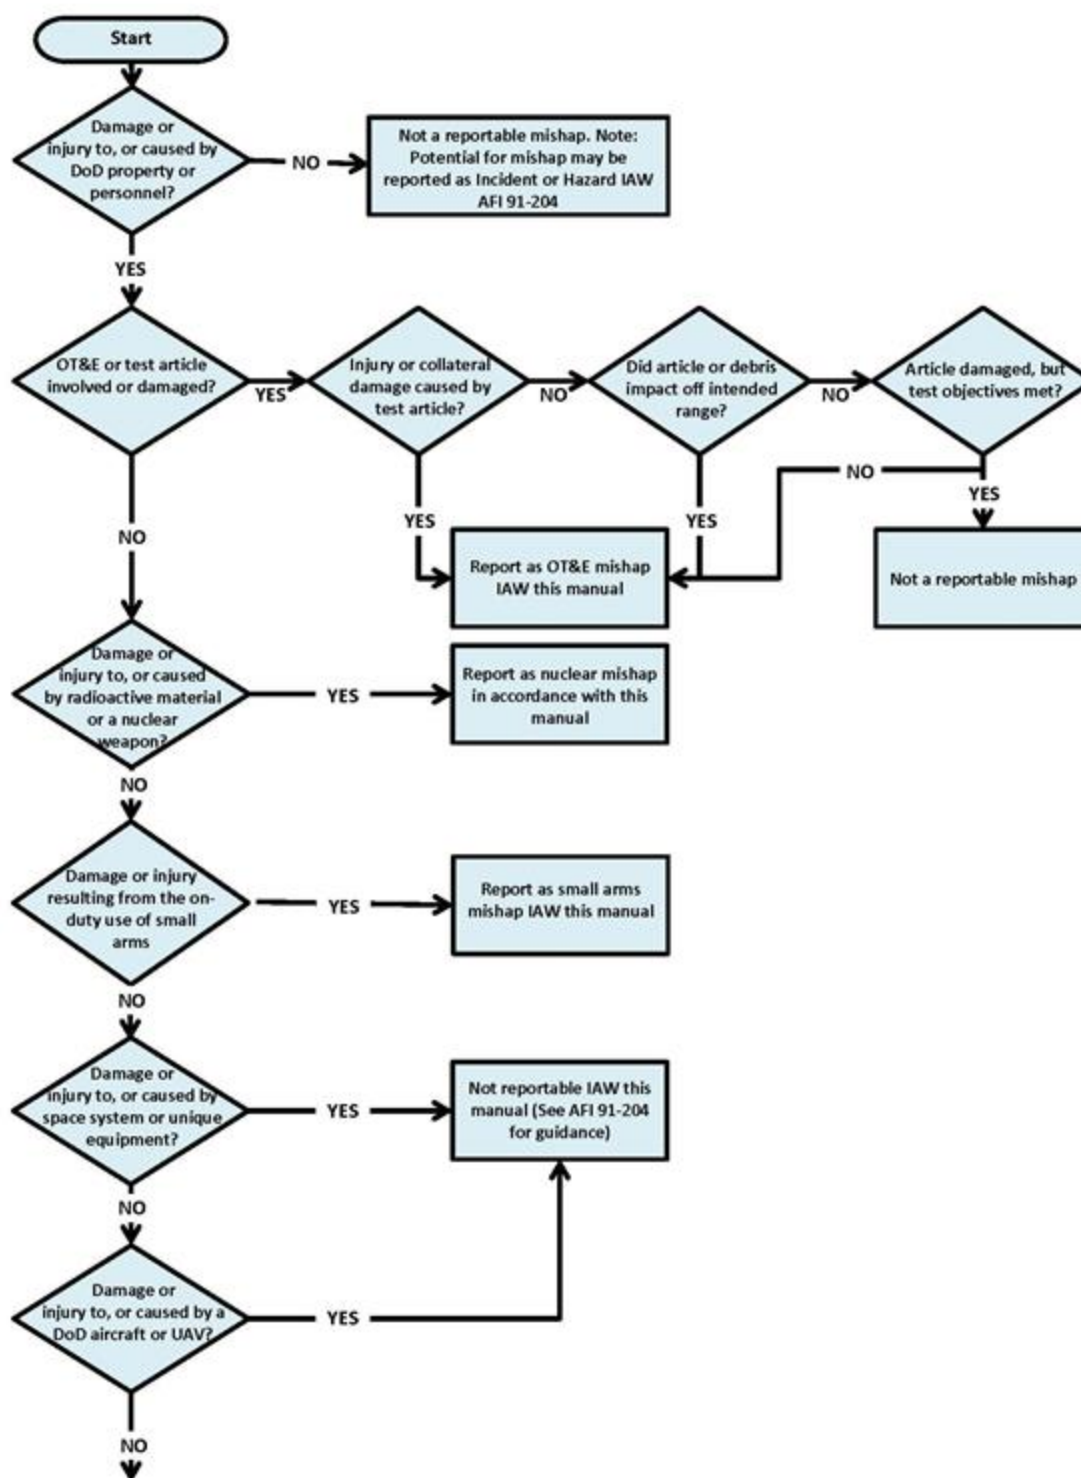 Start
Damage or
injury to, or caused by
DoD property or
personnel?
NO
Not a reportable mishap. Note:
Potential for mishap may be
reported as Incident or Hazard IAW
AFI 91-204
YES
OT&E or test article
involved or damaged?
YES
Injury or collateral
damage caused by
test article?
NO
Did article or debris
impact off intended
range?
NO
Article damaged, but
test objectives met?
NO
YES
YES
YES
NO
Report as OT&E mishap
IAW this manual
Not a reportable mishap
Damage or
injury to, or caused
by radioactive material
or a nuclear
weapon?
YES
Report as nuclear mishap
in accordance with this
manual
NO
Damage or injury
resulting from the on-
duty use of small
arms
YES
Report as small arms
mishap IAW this manual
NO
Damage or
injury to, or caused by
space system or unique
equipment?
YES
Not reportable IAW this
manual (See AFI 91-204
for guidance)
NO
Damage or
injury to, or caused by a
DoD aircraft or UAV?
YES
NO